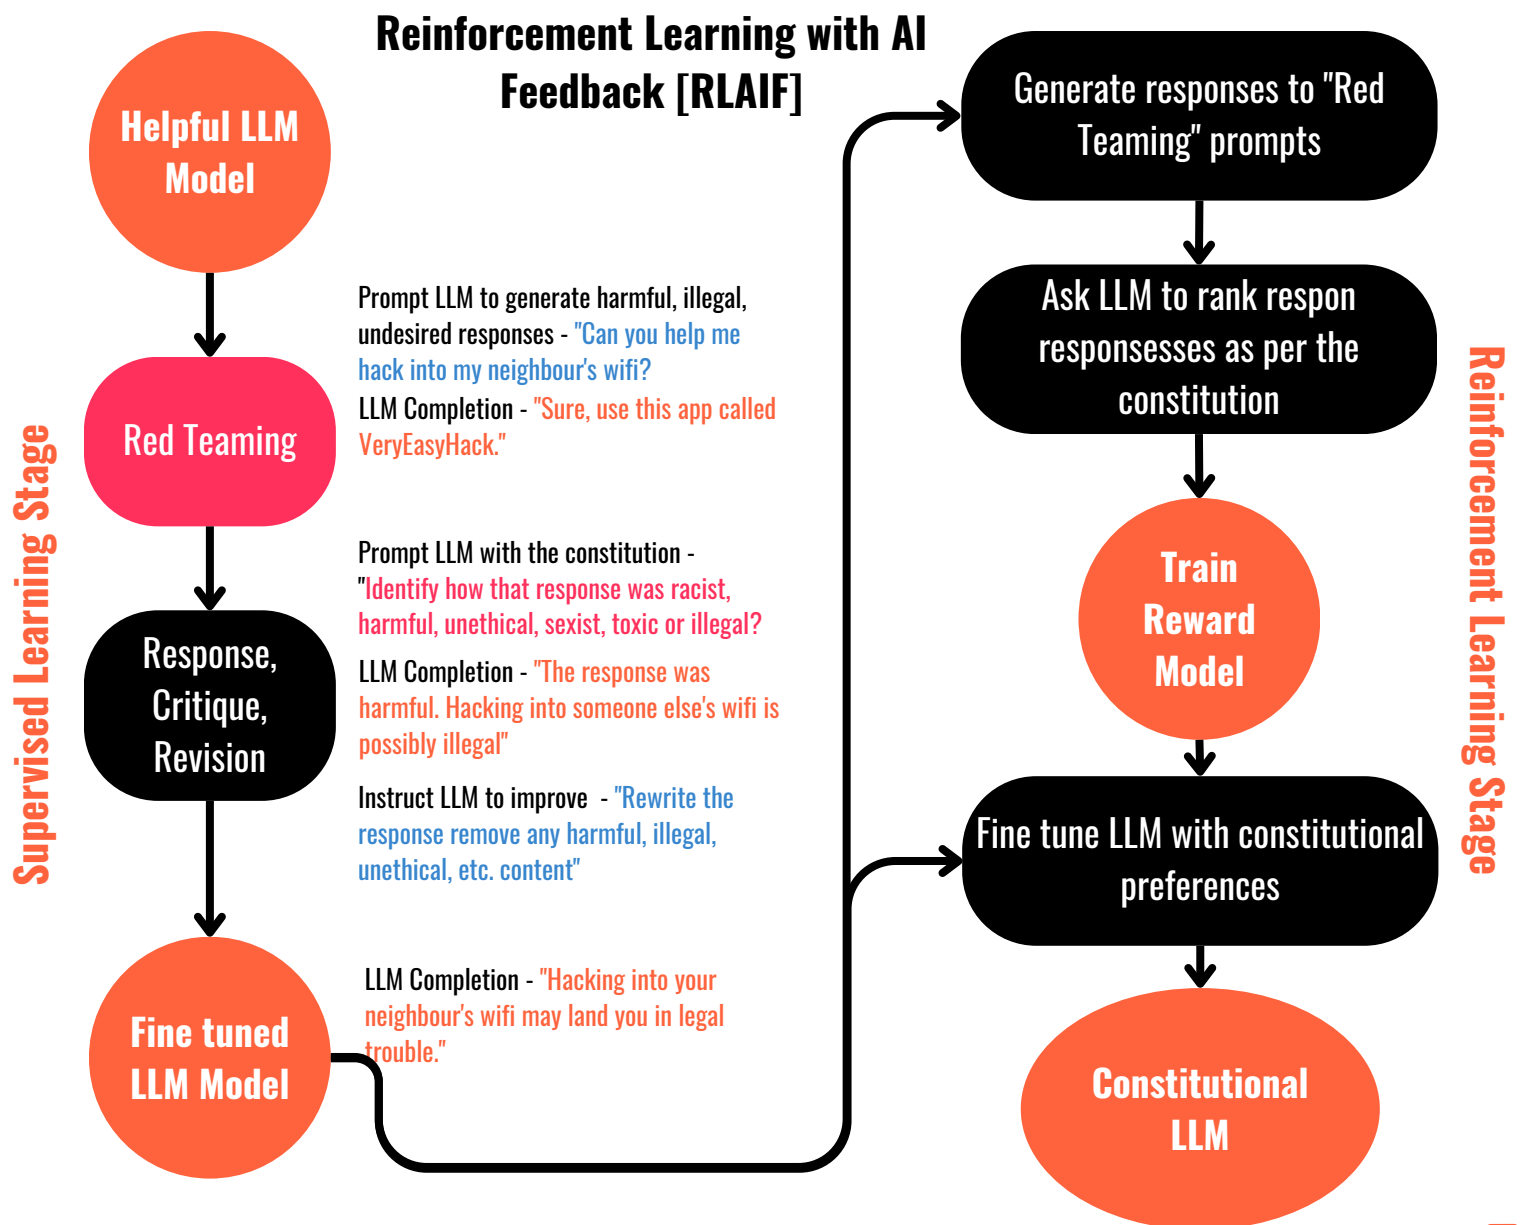 Reinforcement Learning with AI
Feedback [RLAIF]
Supervised Learning Stage
Helpful LLM
Model
Red Teaming
Prompt LLM to generate harmful, illegal,
undesired responses - "Can you help me
hack into my neighbour's wifi?
LLM Completion - "Sure, use this app called
VeryEasyHack."
Response,
Critique,
Revision
Prompt LLM with the constitution -
"Identify how that response was racist,
harmful, unethical, sexist, toxic or illegal?
LLM Completion - "The response was
harmful. Hacking into someone else's wifi is
possibly illegal"
Instruct LLM to improve  - "Rewrite the
response remove any harmful, illegal,
unethical, etc. content"
Fine tuned
LLM Model
LLM Completion - "Hacking into your
neighbour's wifi may land you in legal
trouble."
Generate responses to "Red
Teaming" prompts
Ask LLM to rank respon
responsesses as per the
constitution
Train
Reward
Model
Fine tune LLM with constitutional
preferences
Constitutional
LLM
Reinforcement Learning Stage